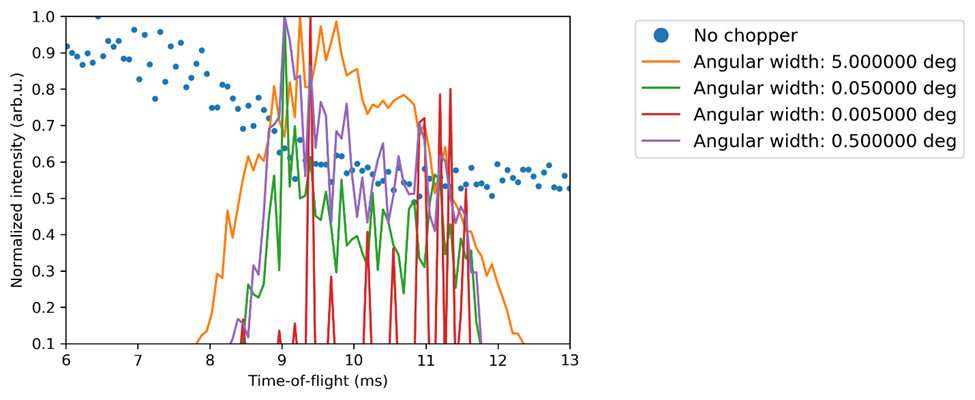 Normalized intensity (arb.u.)
1.0
0.9
0.8
0.7
0.6
0.5
0.4
0.3
0.2
0.1
6 7 8 9 10 11 12 13
Time-of-flight (ms)
No chopper
Angular width: 5.000000 deg
Angular width: 0.050000 deg
Angular width: 0.005000 deg
Angular width: 0.500000 deg